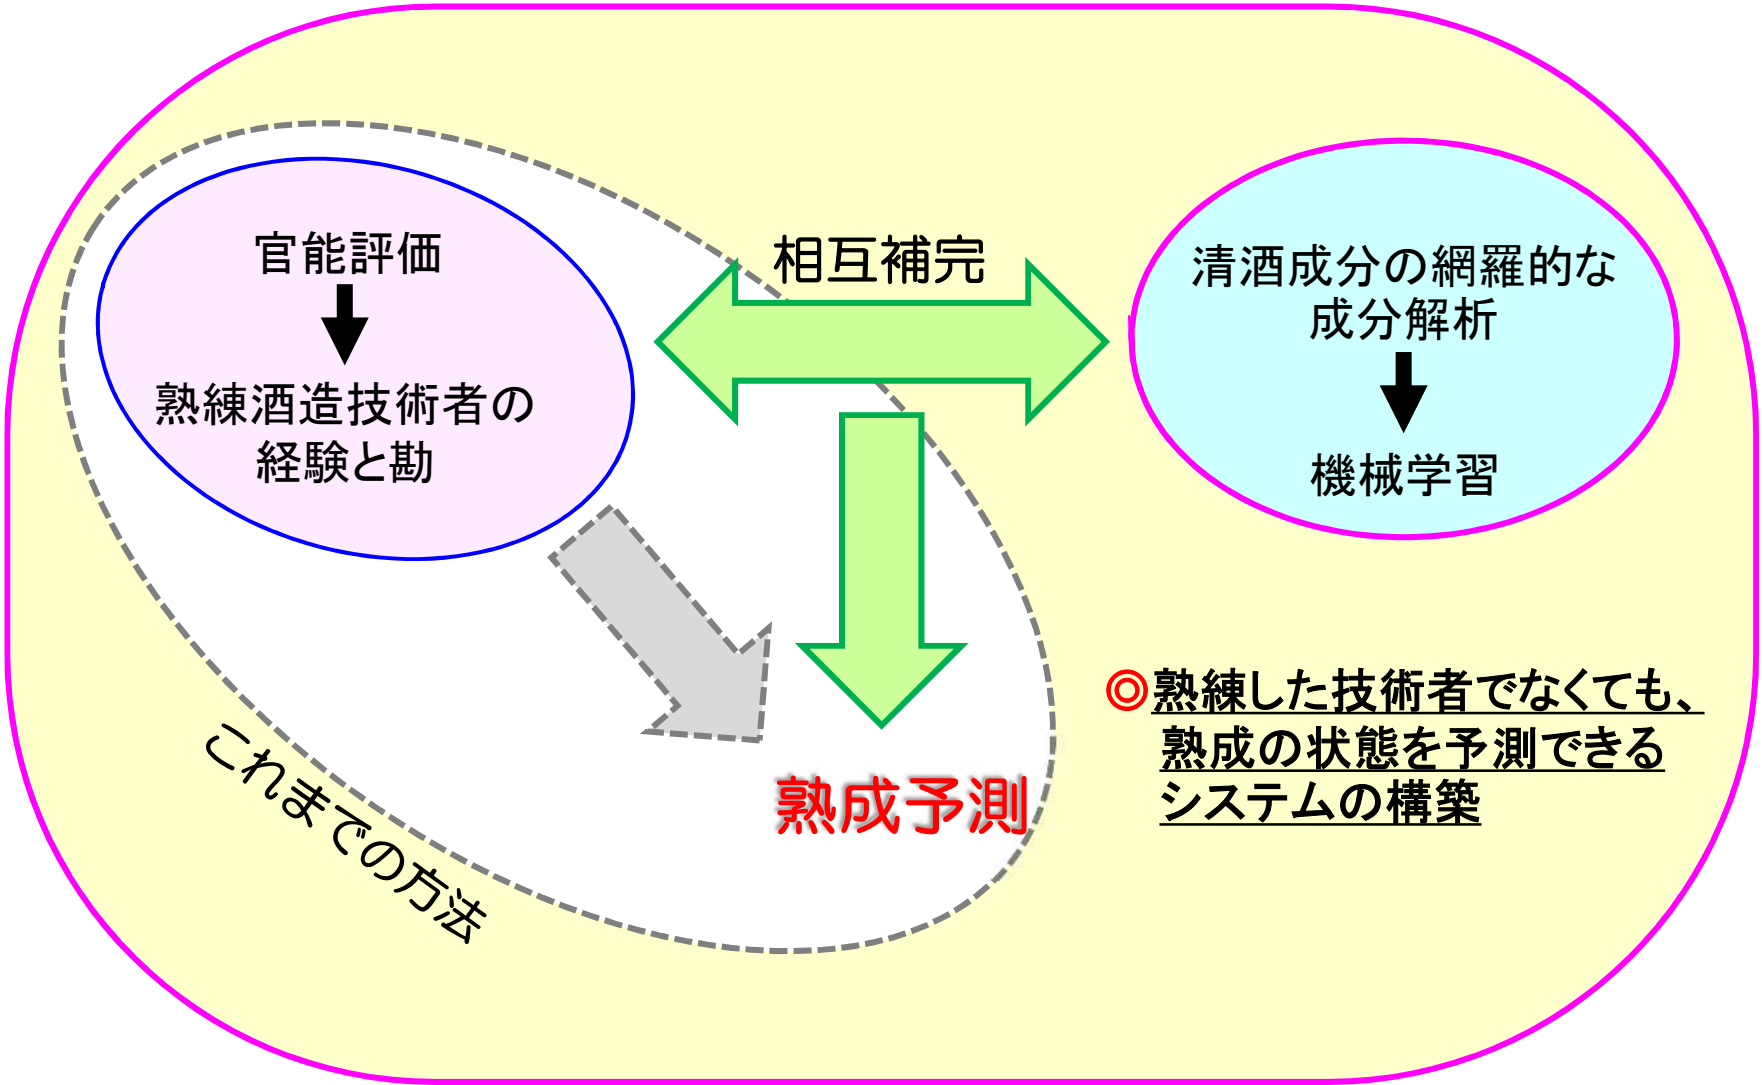 官能評価
熟練酒造技術者の
経験と勘
相互補完
清酒成分の網羅的な
成分解析
機械学習
これまでの方法
熟成予測
◎熟練した技術者でなくても、
熟成の状態を予測できる
システムの構築